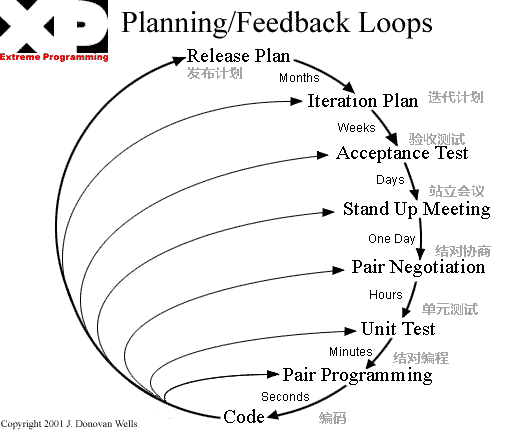 XP
Extreme Programming
Planning/Feedback Loops
Release Plan
发布计划
Months
Iteration Plan
迭代计划
Weeks
验收测试
Acceptance Test
Days
站立会议
Stand Up Meeting
One Day
结对协商
Pair Negotiation
Hours
单元测试
Unit Test
Minutes
结对编程
Pair Programming
Seconds
Code
编码
Copyright 2001 J. Donovan Wells